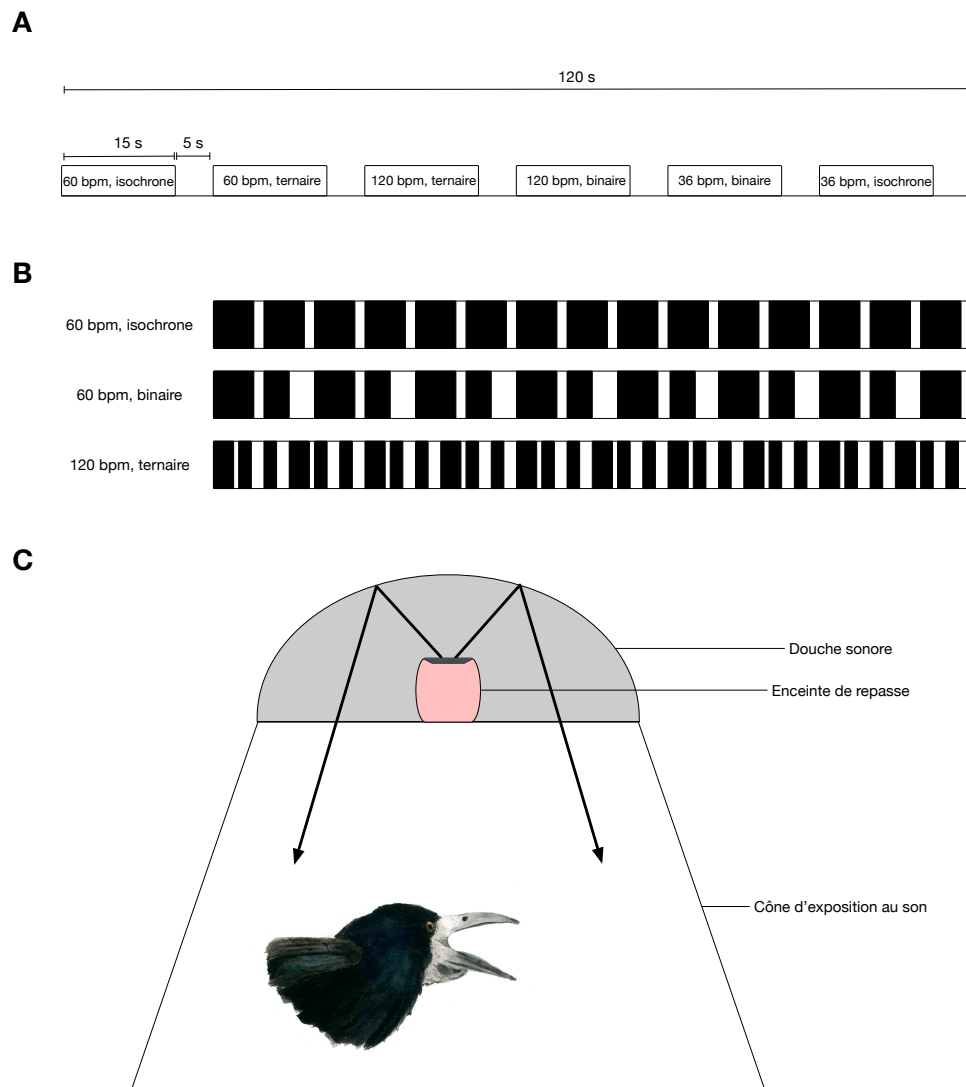 A
120 s
15 s 5 s
60 bpm, isochrone 60 bpm, ternaire 120 bpm, ternaire 120 bpm, binaire 36 bpm, binaire 36 bpm, isochrone
B
60 bpm, isochrone
60 bpm, binaire
120 bpm, ternaire
C
Douche sonore
Enceinte de repasse
Cône d'exposition au son